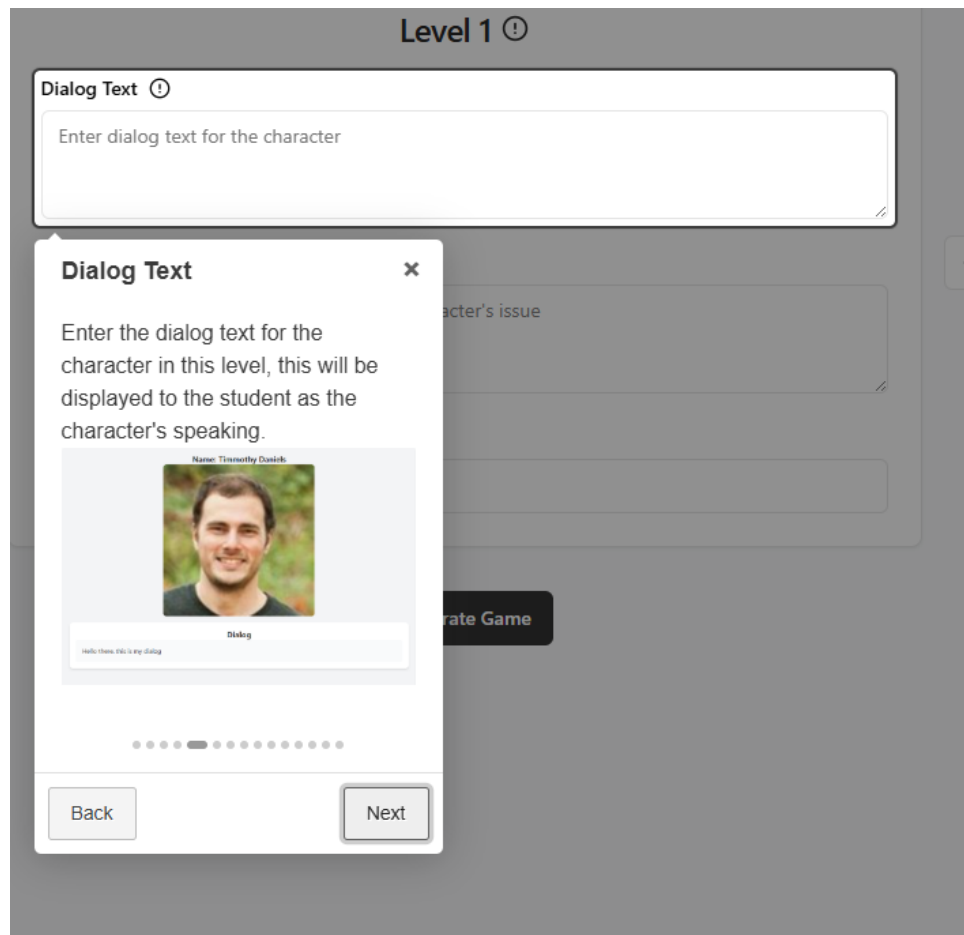 Level 1
Dialog Text
Enter dialog text for the character
Dialog Text
Enter the dialog text for the
character in this level, this will be
displayed to the student as the
character's speaking.
Name: Timmothy Daniels
Dialog
Hello there, this is my dialog
acter's issue
rate Game
Back
Next